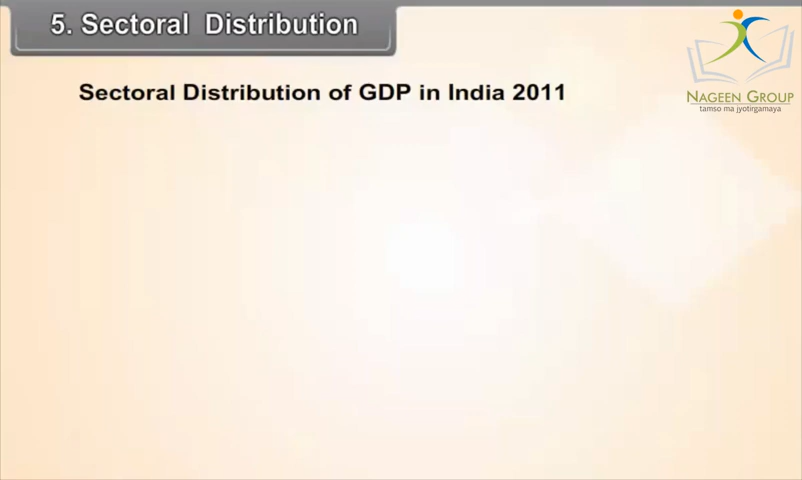 5. Sectoral Distribution
Sectoral Distribution of GDP in India 2011
NAGEEN GROUP
tamso ma jyotirgamaya